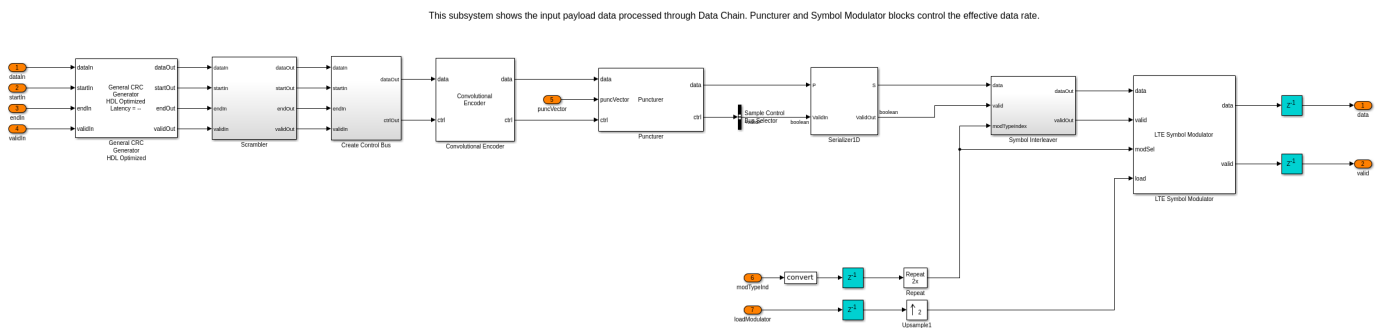 This subsystem shows the input payload data processed through Data Chain. Puncturer and Symbol Modulator blocks control the effective data rate.
1
dataIn
2
startIn
3
endIn
4
validIn
dataIn
startIn
endIn
validIn
General CRC
Generator
HDL Optimized
Latency = --
dataOut
startOut
endOut
validOut
General CRC
Generator
HDL Optimized
dataIn
startIn
endIn
validIn
dataOut
startOut
endOut
validOut
Scrambler
dataIn
startIn
endIn
validIn
dataOut
ctrlOut
Create Control Bus
data
ctrl
Convolutional
Encoder
data
ctrl
Convolutional Encoder
5
puncVector
data
puncVector
ctrl
Puncturer
data
ctrl
Puncturer
Sample Control
Bus Selector
boolean
P
validIn
S
validOut
Serializer1D
boolean
data
valid
modTypeIndex
dataOut
validOut
Symbol Interleaver
data
valid
modSel
load
LTE Symbol Modulator
data
valid
LTE Symbol Modulator
Z-1
1
data
Z-1
2
valid
6
modTypeInd
convert
Z-1
Repeat
2x
Repeat
7
loadModulator
Z-1
2
Upsample1